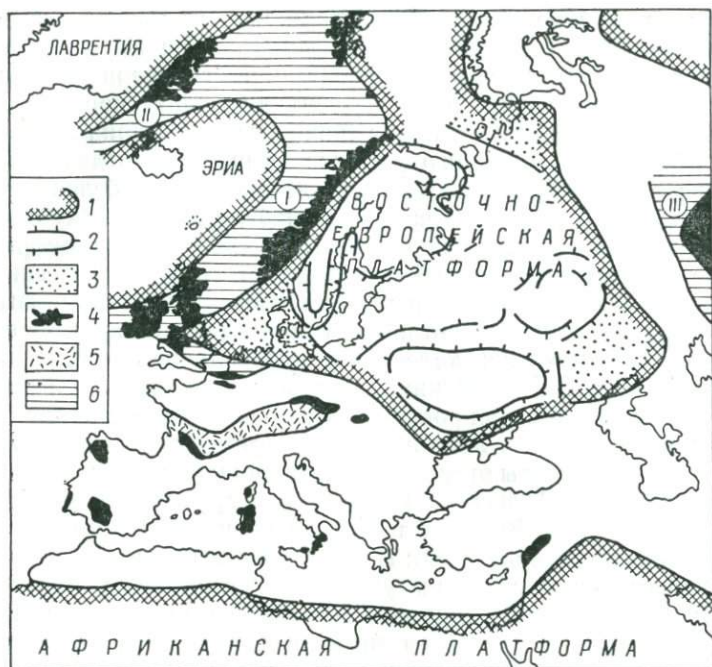 ЛАВРЕНТИЯ
II
ЭРИА
I
III
ВОСТОЧНО-
ЕВРОПЕЙСКАЯ
ПЛАТФОРМА
1
2
3
4
5
6
АФРИКАНСКАЯ ПЛАТФОРМА